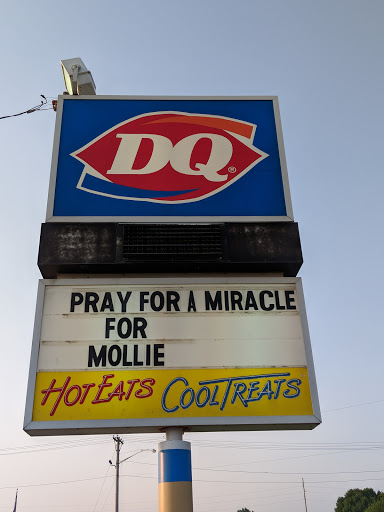 DQ®
PRAY FOR A MIRACLE
FOR
MOLLIE
HOT EATS COOL TREATS